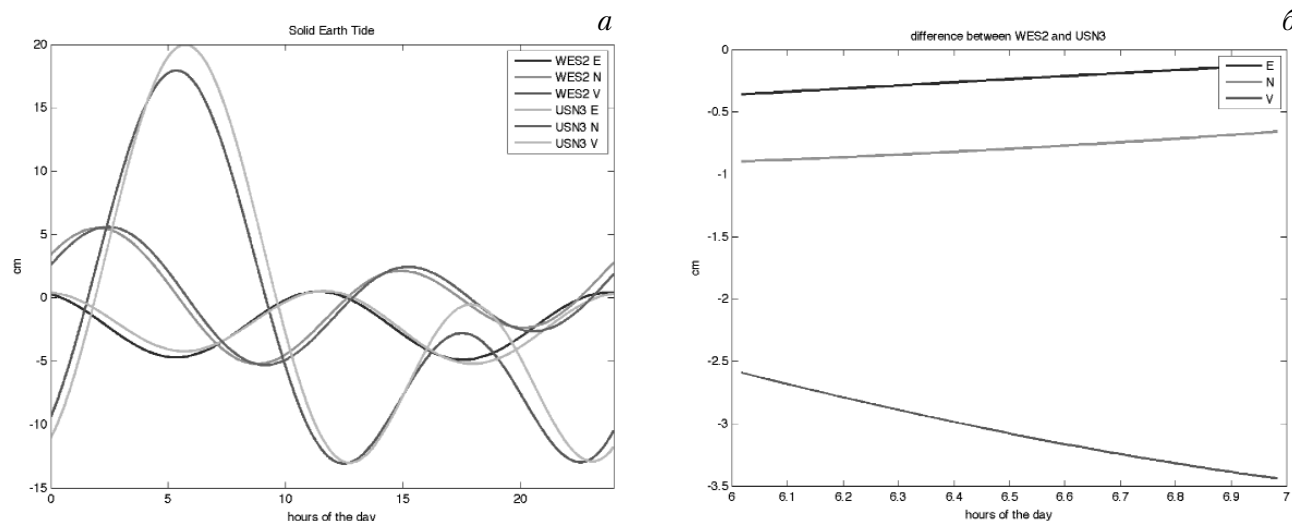 a
Solid Earth Tide
20
15
10
5
0
-5
-10
-15
cm
WES2 E
WES2 N
WES2 V
USN3 E
USN3 N
USN3 V
0 5 10 15 20
hours of the day
б
difference between WES2 and USN3
0
-0.5
-1
-1.5
-2
-2.5
-3
-3.5
cm
E
N
V
6 6.1 6.2 6.3 6.4 6.5 6.6 6.7 6.8 6.9 7
hours of the day